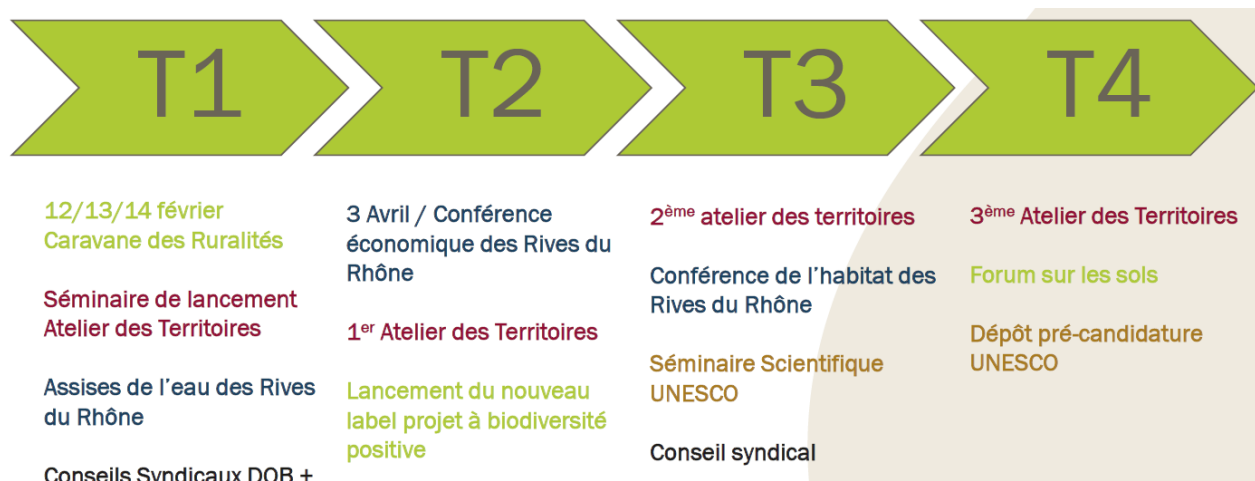 T1
T2
T3
T4
12/13/14 février
Caravane des Ruralités
Séminaire de lancement
Atelier des Territoires
Assises de l'eau des Rives
du Rhône
Conseils Syndicaux DOB +
3 Avril / Conférence
économique des Rives du
Rhône
1er Atelier des Territoires
Lancement du nouveau
label projet à biodiversité
positive
2ème atelier des territoires
Conférence de l'habitat des
Rives du Rhône
Séminaire Scientifique
UNESCO
Conseil syndical
3ème Atelier des Territoires
Forum sur les sols
Dépôt pré-candidature
UNESCO